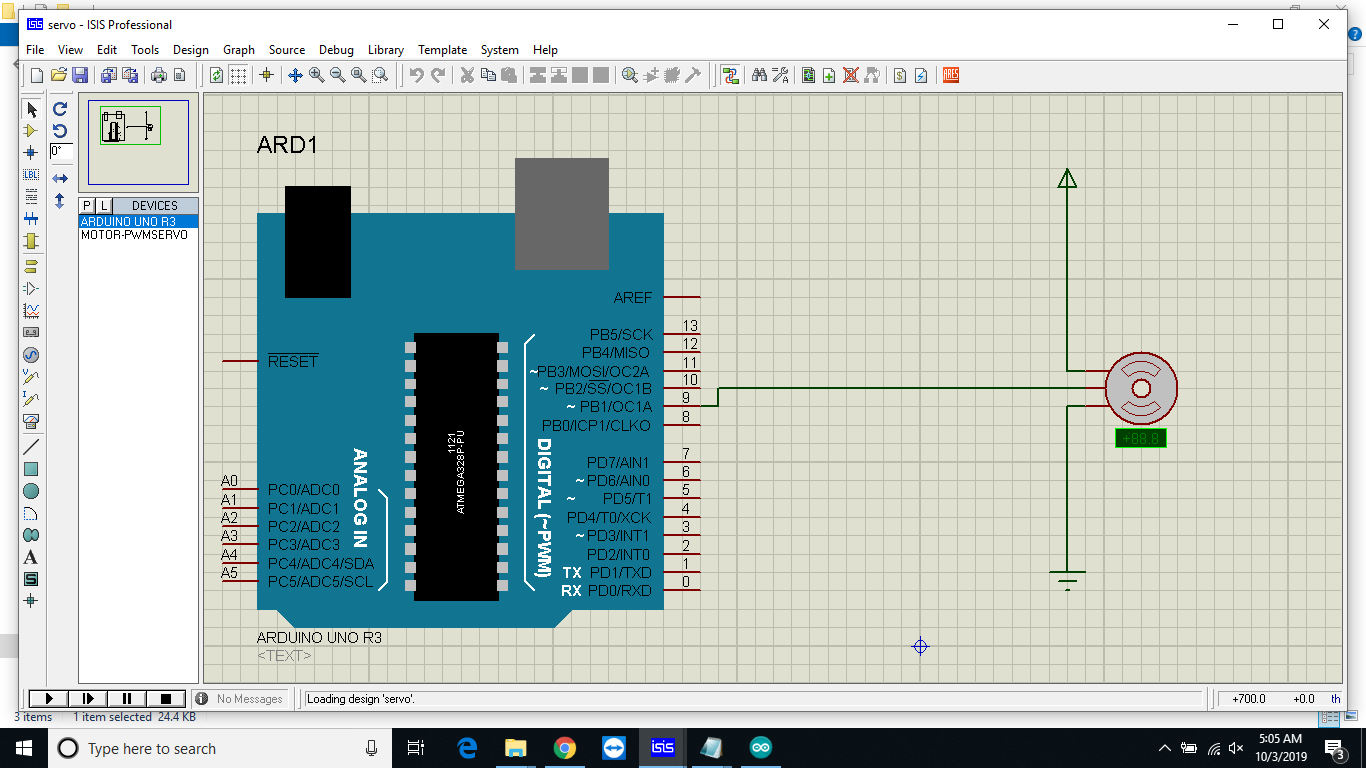 servo - ISIS Professional
File View Edit Tools Design Graph Source Debug Library Template System Help
ARES
0°
LBL
P L DEVICES
ARDUINO UNO R3
MOTOR-PWMSERVO
A
S
ARD1
AREF
RESET
13 PB5/SCK
12 PB4/MISO
11 ~PB3/MOSI/OC2A
10 ~ PB2/SS/OC1B
9 ~ PB1/OC1A
8 PB0/ICP1/CLKO
7 PD7/AIN1
6 ~ PD6/AIN0
5 ~ PD5/T1
4 PD4/T0/XCK
3 ~ PD3/INT1
2 PD2/INT0
1 TX PD1/TXD
0 RX PD0/RXD
DIGITAL (~PWM)
1121
ATMEGA328P-PU
ANALOG IN
A0 PC0/ADC0
A1 PC1/ADC1
A2 PC2/ADC2
A3 PC3/ADC3
A4 PC4/ADC4/SDA
A5 PC5/ADC5/SCL
ARDUINO UNO R3
<TEXT>
+88.8
No Messages
Loading design 'servo'.
+700.0 +0.0 th
3 items 1 item selected 24.4 KB
Type here to search
isis
5:05 AM
10/3/2019
3